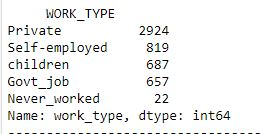 WORK_TYPE
Private 2924
Self-employed 819
children 687
Govt_job 657
Never_worked 22
Name: work_type, dtype: int64
------------------------------------